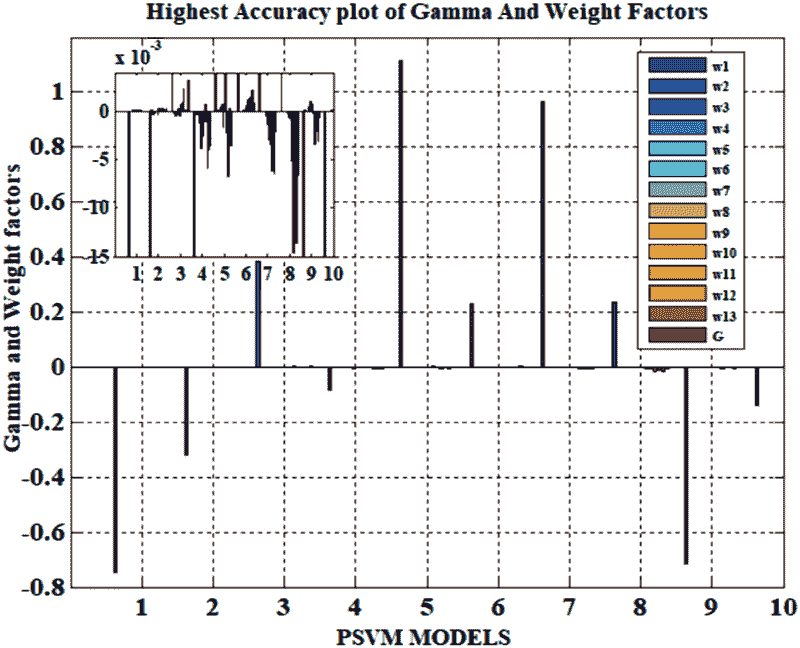 Highest Accuracy plot of Gamma And Weight Factors
x 10-3
0
-5
-10
-15
1 2 3 4 5 6 7 8 9 10
w1
w2
w3
w4
w5
w6
w7
w8
w9
w10
w11
w12
w13
G
Gamma and Weight factors
1
0.8
0.6
0.4
0.2
0
-0.2
-0.4
-0.6
-0.8
1 2 3 4 5 6 7 8 9 10
PSVM MODELS